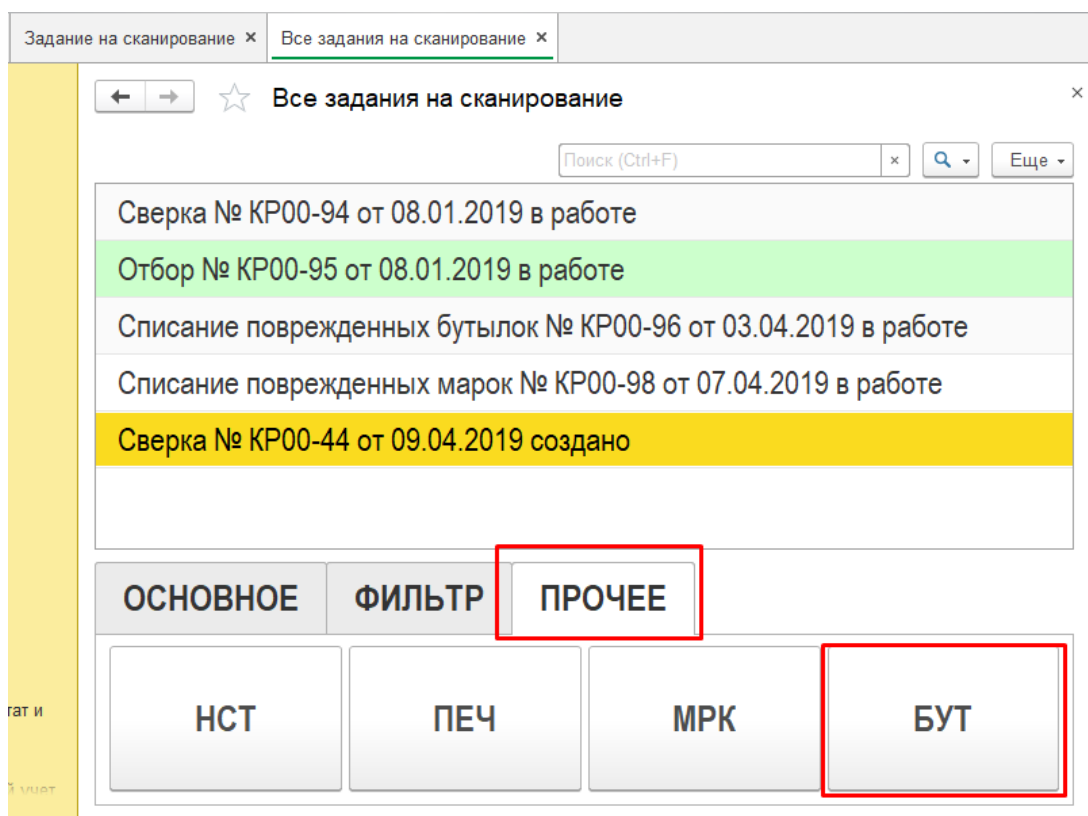 Задание на сканирование × Все задания на сканирование ×
Все задания на сканирование ×
Поиск (Ctrl+F) × Еще
Сверка № КР00-94 от 08.01.2019 в работе
Отбор № КР00-95 от 08.01.2019 в работе
Списание поврежденных бутылок № КР00-96 от 03.04.2019 в работе
Списание поврежденных марок № КР00-98 от 07.04.2019 в работе
Сверка № КР00-44 от 09.04.2019 создано
ОСНОВНОЕ ФИЛЬТР ПРОЧЕЕ
тат и НСТ ПЕЧ МРК БУТ
й учет